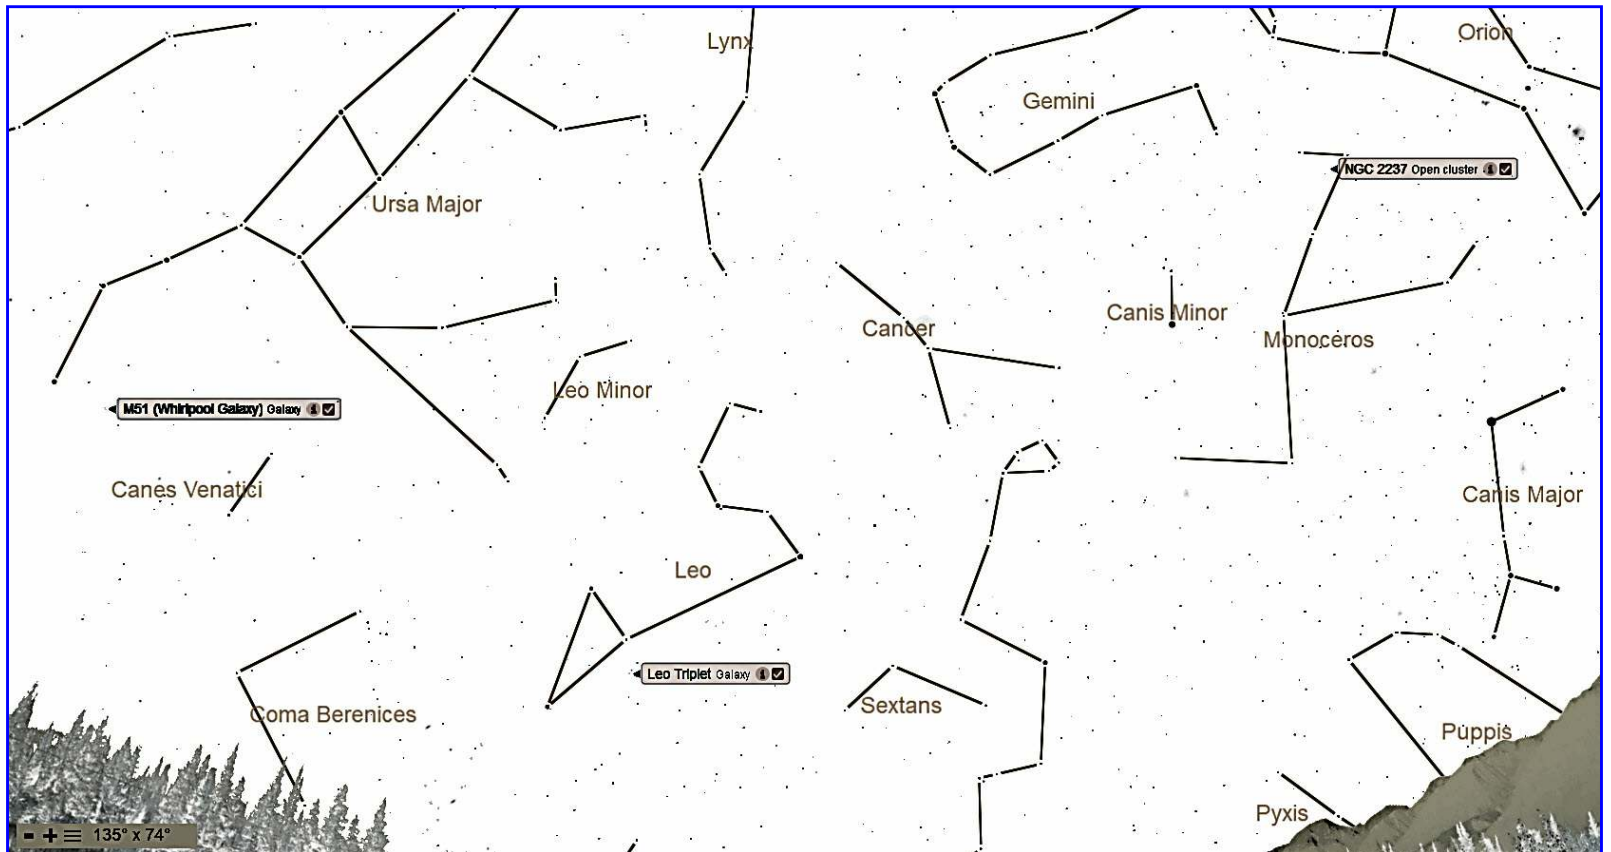 Lynx
Orion
Gemini
NGC 2237 Open cluster
Ursa Major
Canis Minor
Cancer
Monoceros
Leo Minor
M51 (Whirlpool Galaxy) Galaxy
Canes Venatici
Canis Major
Leo
Leo Triplet Galaxy
Sextans
Coma Berenices
Puppis
Pyxis
135° x 74°